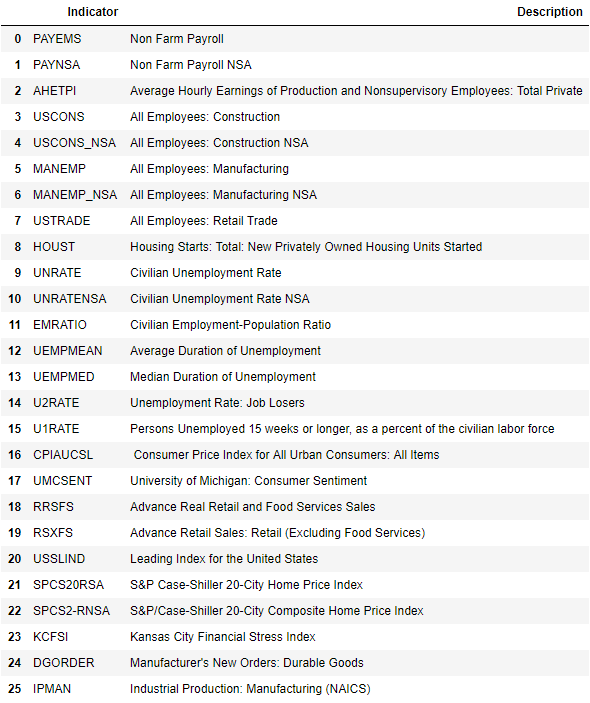 Indicator Description
0 PAYEMS Non Farm Payroll
1 PAYNSA Non Farm Payroll NSA
2 AHETPI Average Hourly Earnings of Production and Nonsupervisory Employees: Total Private
3 USCONS All Employees: Construction
4 USCONS_NSA All Employees: Construction NSA
5 MANEMP All Employees: Manufacturing
6 MANEMP_NSA All Employees: Manufacturing NSA
7 USTRADE All Employees: Retail Trade
8 HOUST Housing Starts: Total: New Privately Owned Housing Units Started
9 UNRATE Civilian Unemployment Rate
10 UNRATENSA Civilian Unemployment Rate NSA
11 EMRATIO Civilian Employment-Population Ratio
12 UEMPMEAN Average Duration of Unemployment
13 UEMPMED Median Duration of Unemployment
14 U2RATE Unemployment Rate: Job Losers
15 U1RATE Persons Unemployed 15 weeks or longer, as a percent of the civilian labor force
16 CPIAUCSL Consumer Price Index for All Urban Consumers: All Items
17 UMCSENT University of Michigan: Consumer Sentiment
18 RRSFS Advance Real Retail and Food Services Sales
19 RSXFS Advance Retail Sales: Retail (Excluding Food Services)
20 USSLIND Leading Index for the United States
21 SPCS20RSA S&P Case-Shiller 20-City Home Price Index
22 SPCS2-RNSA S&P/Case-Shiller 20-City Composite Home Price Index
23 KCFSI Kansas City Financial Stress Index
24 DGORDER Manufacturer's New Orders: Durable Goods
25 IPMAN Industrial Production: Manufacturing (NAICS)